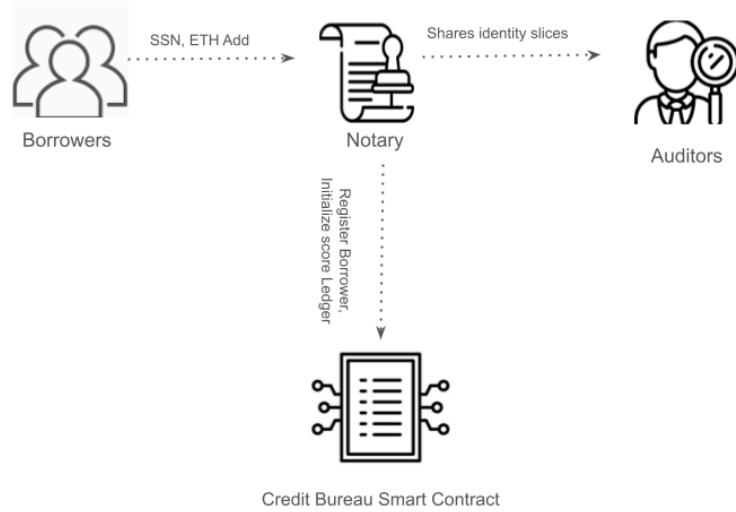 SSN, ETH Add
Shares identity slices
Borrowers
Notary
Auditors
Register Borrower,
Initialize score Ledger
Credit Bureau Smart Contract